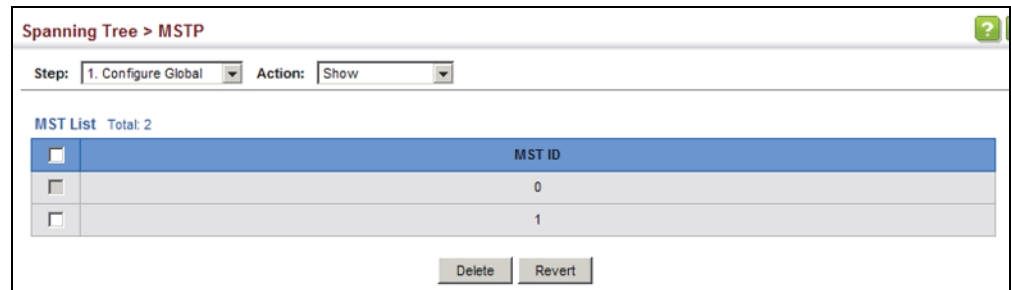 Spanning Tree > MSTP
?
Step: 1. Configure Global Action: Show
MST List Total: 2
MST ID
0
1
Delete Revert